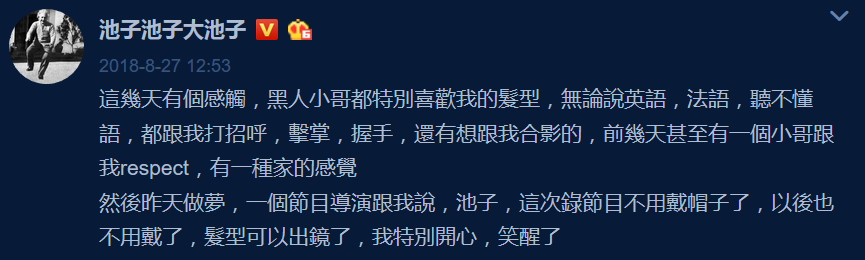 池子池子大池子 V 6
2018-8-27 12:53
這幾天有個感觸，黑人小哥都特別喜歡我的髮型，無論說英語，法語，聽不懂
語，都跟我打招呼，擊掌，握手，還有想跟我合影的，前幾天甚至有一個小哥跟
我respect，有一種家的感覺
然後昨天做夢，一個節目導演跟我說，池子，這次錄節目不用戴帽子了，以後也
不用戴了，髮型可以出鏡了，我特別開心，笑醒了